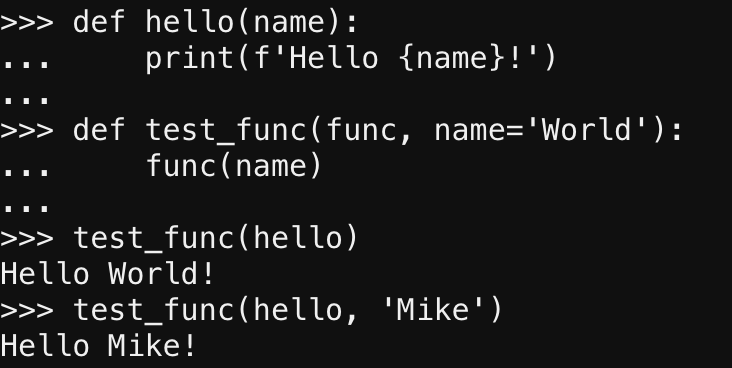 >>> def hello(name):
...     print(f'Hello {name}!')
...
>>> def test_func(func, name='World'):
...     func(name)
...
>>> test_func(hello)
Hello World!
>>> test_func(hello, 'Mike')
Hello Mike!